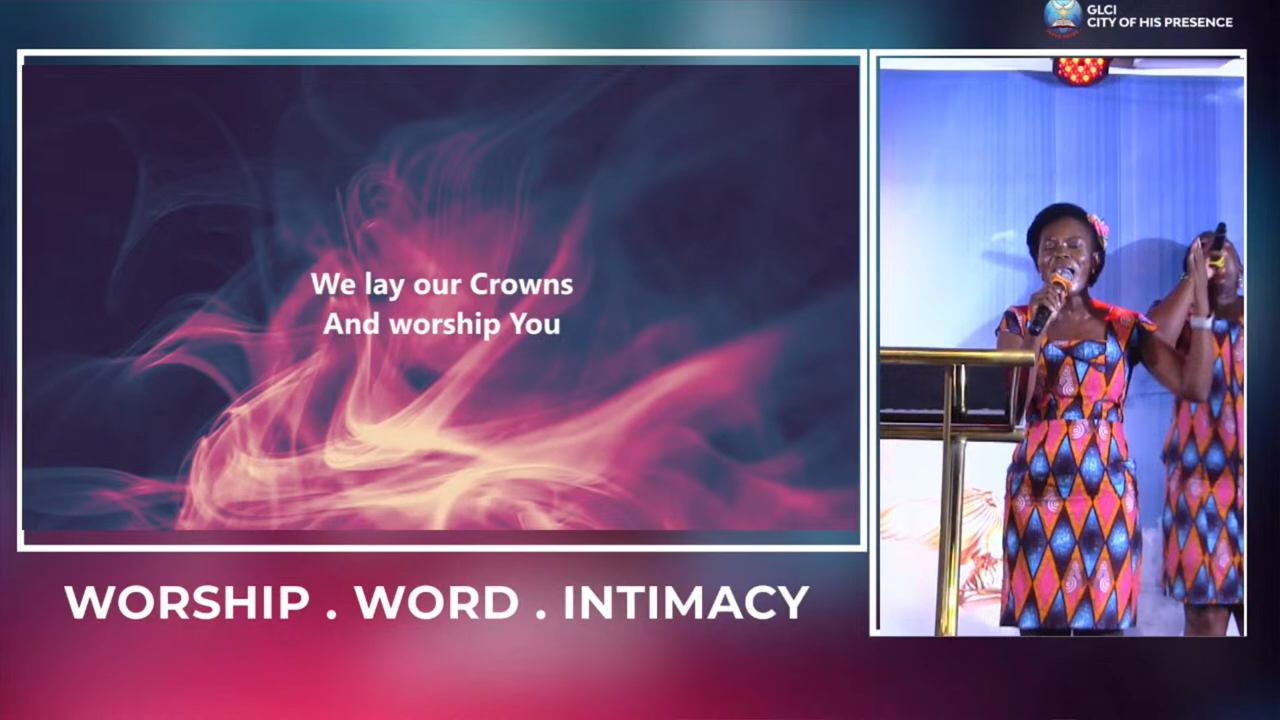 GLCI
CITY OF HIS PRESENCE
We lay our Crowns
And worship You
WORSHIP . WORD . INTIMACY